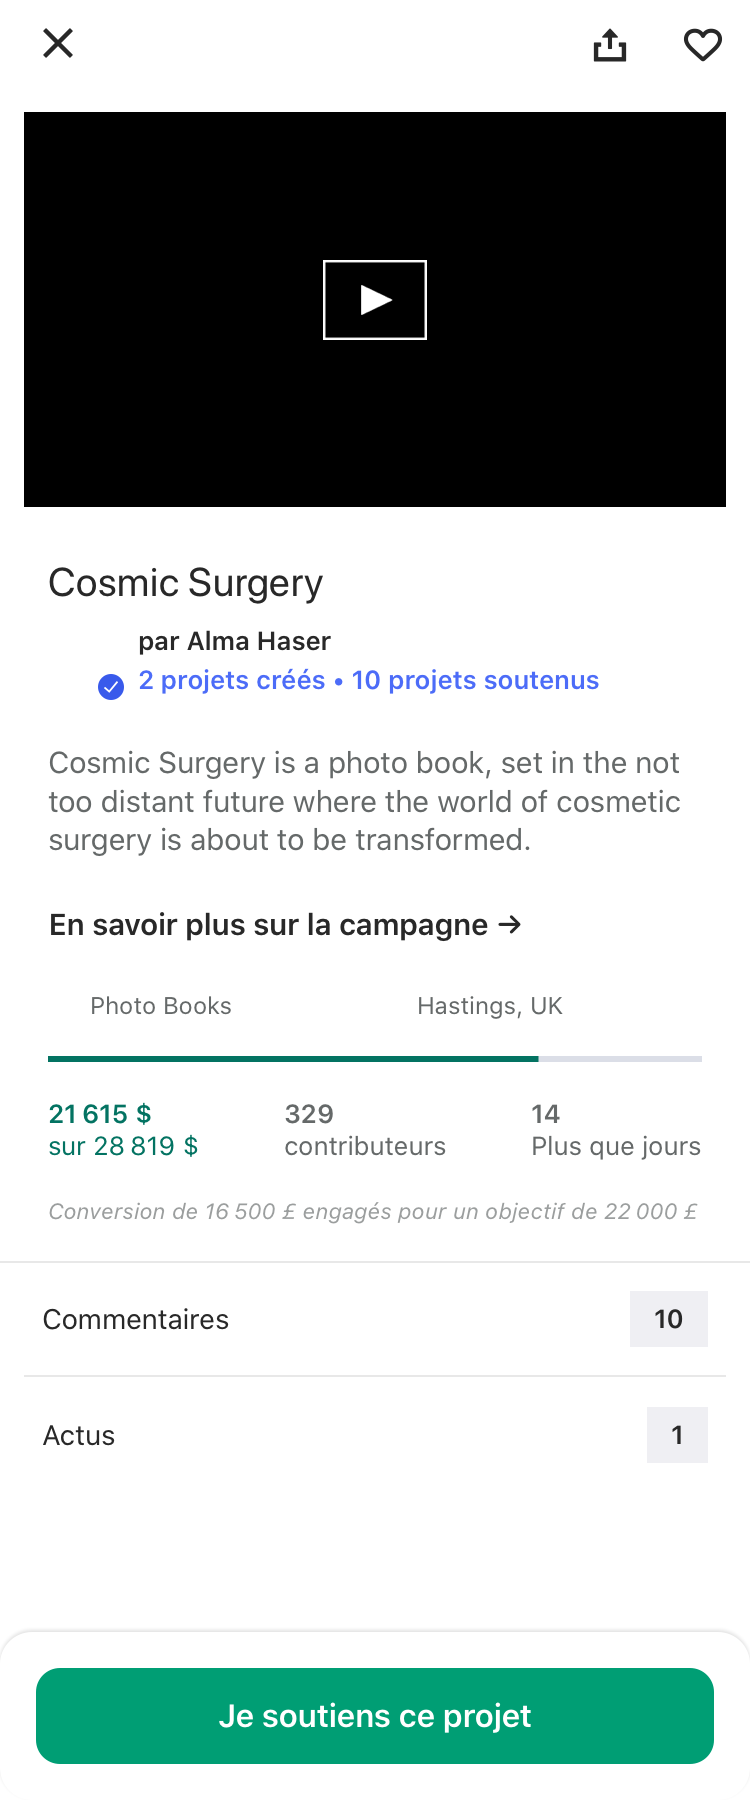 Cosmic Surgery
par Alma Haser
2 projets créés • 10 projets soutenus
Cosmic Surgery is a photo book, set in the not
too distant future where the world of cosmetic
surgery is about to be transformed.
En savoir plus sur la campagne →
Photo Books
Hastings, UK
21 615 $
sur 28 819 $
329
contributeurs
14
Plus que jours
Conversion de 16 500 £ engagés pour un objectif de 22 000 £
Commentaires
10
Actus
1
Je soutiens ce projet